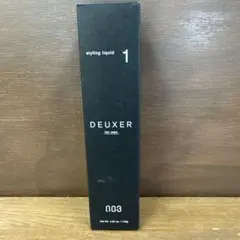 styling liquid 1
DEUXER
for men
003